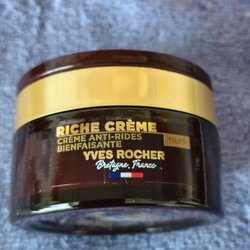 RICHE CRÈME
CRÈME ANTI-RIDES NUIT
BIENFAISANTE
YVES ROCHER
Bretagne, France